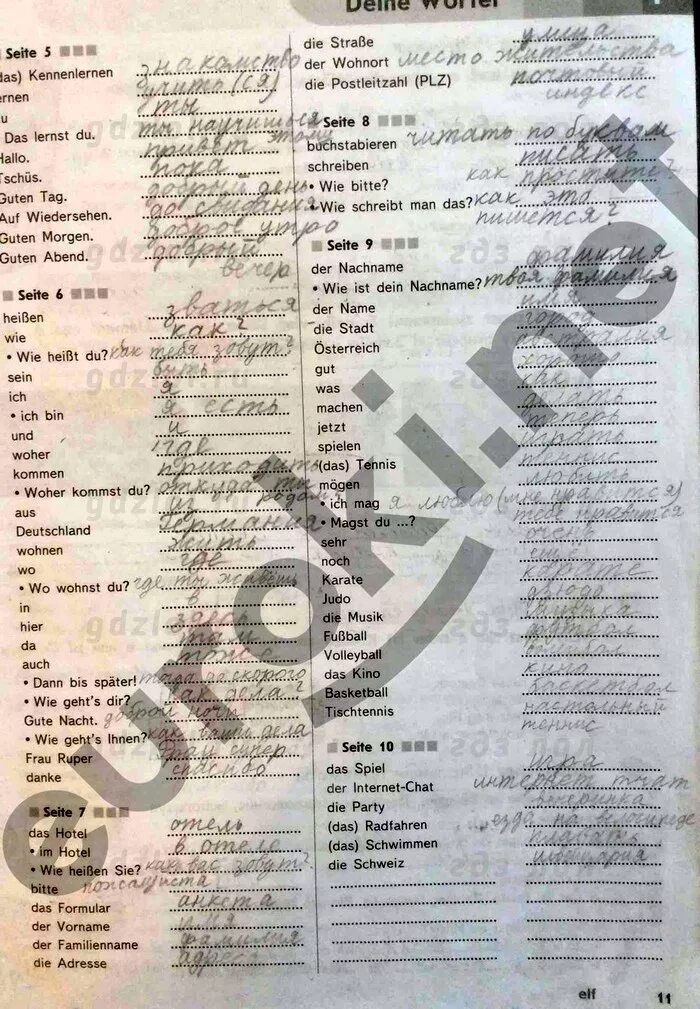 Deine Wörter
Seite 5
(das) Kennenlernen знакомство
ernen учить(ся)
u ты
Das lernst du. ты научишься этому
Hallo. привет
Tschüs. пока
Guten Tag. добрый день
Auf Wiedersehen. до свидания
Guten Morgen. доброе утро
Guten Abend. добрый вечер
Seite 6
heißen зваться
wie как?
• Wie heißt du? как тебя зовут?
sein быть
ich я
• ich bin я есть
und и
woher где
kommen приходить
• Woher kommst du? откуда ты родом?
aus из
Deutschland Германия
wohnen жить
wo где
• Wo wohnst du? где ты живёшь
in в
hier здесь
da там
auch тоже
• Dann bis später! тогда до скорого
• Wie geht's dir? как дела?
Gute Nacht. доброй ночи
• Wie geht's Ihnen? как ваши дела
Frau Ruper
danke спасибо
Seite 7
das Hotel отель
• im Hotel в отеле
• Wie heißen Sie? как вас зовут?
bitte пожалуйста
das Formular анкета
der Vorname имя
der Familienname фамилия
die Adresse адрес
die Straße улица
der Wohnort место жительства
die Postleitzahl (PLZ) почтовый индекс
Seite 8
buchstabieren читать по буквам
schreiben писать
• Wie bitte? как простите?
• Wie schreibt man das? как это пишется?
Seite 9
der Nachname фамилия
• Wie ist dein Nachname? твоя фамилия
der Name имя
die Stadt город
Österreich
gut хорошо
was как
machen делать
jetzt теперь
spielen играть
(das) Tennis теннис
mögen любить
• ich mag я люблю (мне нравится)
• Magst du ...? тебе нравится
sehr очень
noch ещё
Karate карате
Judo дзюдо
die Musik музыка
Fußball футбол
Volleyball
das Kino кино
Basketball баскетбол
Tischtennis настольный теннис
Seite 10
das Spiel игра
der Internet-Chat интернет чат
die Party вечеринка
(das) Radfahren езда на велосипеде
(das) Schwimmen плавать
die Schweiz
elf 11
euroki.net